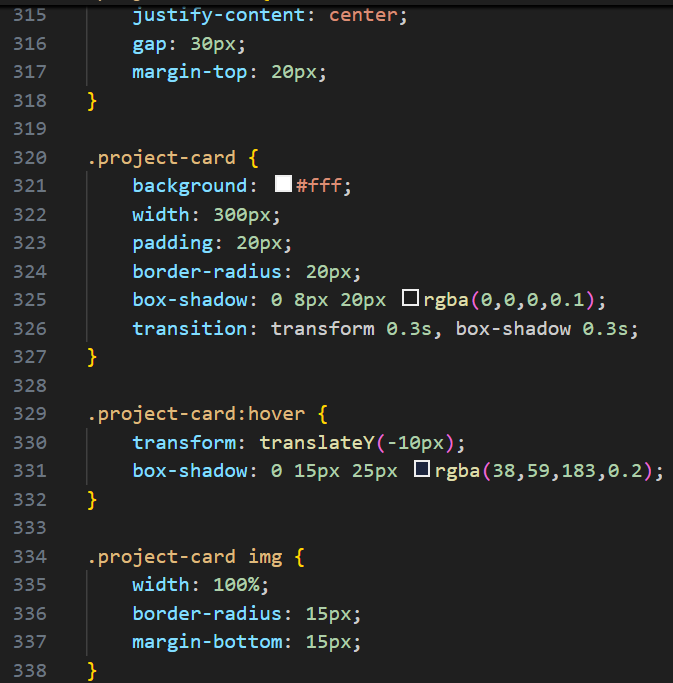 315 justify-content: center;
316 gap: 30px;
317 margin-top: 20px;
318 }
319
320 .project-card {
321 background: #fff;
322 width: 300px;
323 padding: 20px;
324 border-radius: 20px;
325 box-shadow: 0 8px 20px rgba(0,0,0,0.1);
326 transition: transform 0.3s, box-shadow 0.3s;
327 }
328
329 .project-card:hover {
330 transform: translateY(-10px);
331 box-shadow: 0 15px 25px rgba(38,59,183,0.2);
332 }
333
334 .project-card img {
335 width: 100%;
336 border-radius: 15px;
337 margin-bottom: 15px;
338 }